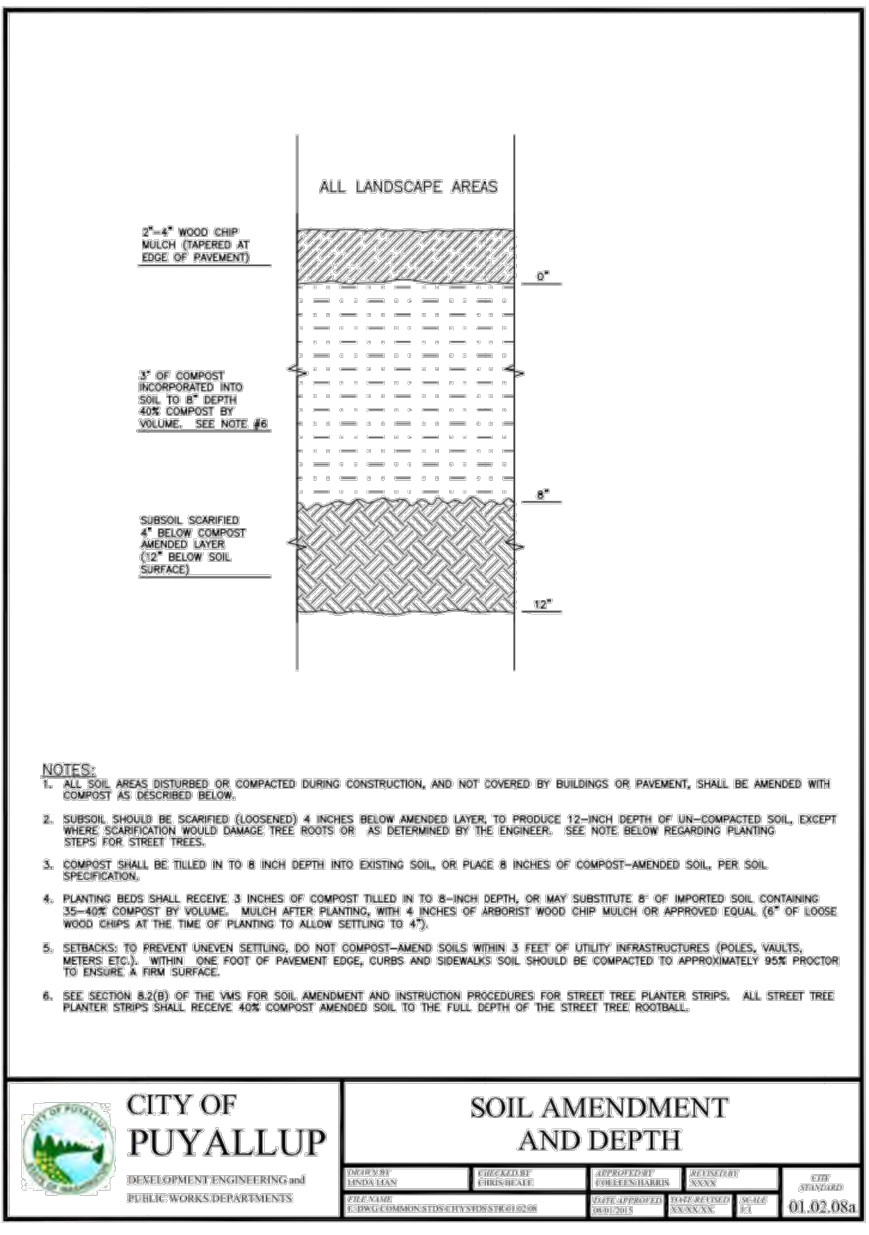 ALL LANDSCAPE AREAS
2"-4" WOOD CHIP
MULCH (TAPERED AT
EDGE OF PAVEMENT)
0"
3" OF COMPOST
INCORPORATED INTO
SOIL TO 8" DEPTH
40% COMPOST BY
VOLUME. SEE NOTE #6
8"
SUBSOIL SCARIFIED
4" BELOW COMPOST
AMENDED LAYER
(12" BELOW SOIL
SURFACE)
12"
NOTES:
1. ALL SOIL AREAS DISTURBED OR COMPACTED DURING CONSTRUCTION, AND NOT COVERED BY BUILDINGS OR PAVEMENT, SHALL BE AMENDED WITH
COMPOST AS DESCRIBED BELOW.
2. SUBSOIL SHOULD BE SCARIFIED (LOOSENED) 4 INCHES BELOW AMENDED LAYER, TO PRODUCE 12-INCH DEPTH OF UN-COMPACTED SOIL, EXCEPT
WHERE SCARIFICATION WOULD DAMAGE TREE ROOTS OR AS DETERMINED BY THE ENGINEER. SEE NOTE BELOW REGARDING PLANTING
STEPS FOR STREET TREES.
3. COMPOST SHALL BE TILLED IN TO 8 INCH DEPTH INTO EXISTING SOIL, OR PLACE 8 INCHES OF COMPOST-AMENDED SOIL, PER SOIL
SPECIFICATION.
4. PLANTING BEDS SHALL RECEIVE 3 INCHES OF COMPOST TILLED IN TO 8-INCH DEPTH, OR MAY SUBSTITUTE 8" OF IMPORTED SOIL CONTAINING
35-40% COMPOST BY VOLUME. MULCH AFTER PLANTING, WITH 4 INCHES OF ARBORIST WOOD CHIP MULCH OR APPROVED EQUAL (6" OF LOOSE
WOOD CHIPS AT THE TIME OF PLANTING TO ALLOW SETTLING TO 4").
5. SETBACKS: TO PREVENT UNEVEN SETTLING, DO NOT COMPOST-AMEND SOILS WITHIN 3 FEET OF UTILITY INFRASTRUCTURES (POLES, VAULTS,
METERS ETC.). WITHIN ONE FOOT OF PAVEMENT EDGE, CURBS AND SIDEWALKS SOIL SHOULD BE COMPACTED TO APPROXIMATELY 95% PROCTOR
TO ENSURE A FIRM SURFACE.
6. SEE SECTION 8.2(B) OF THE VMS FOR SOIL AMENDMENT AND INSTRUCTION PROCEDURES FOR STREET TREE PLANTER STRIPS. ALL STREET TREE
PLANTER STRIPS SHALL RECEIVE 40% COMPOST AMENDED SOIL TO THE FULL DEPTH OF THE STREET TREE ROOTBALL.
CITY OF PUYALLUP
STATE OF WASHINGTON
CITY OF
PUYALLUP
DEVELOPMENT ENGINEERING and
PUBLIC WORKS DEPARTMENTS
SOIL AMENDMENT
AND DEPTH
DRAWN BY
LINDA LIAN
CHECKED BY
CHRIS BEALE
APPROVED BY
COLLEEN HARRIS
REVISED BY
XXXX
CITY
STANDARD
01.02.08a
FILE NAME
DATE APPROVED
08/01/2015
DATE REVISED
XX/XX/XX
SCALE